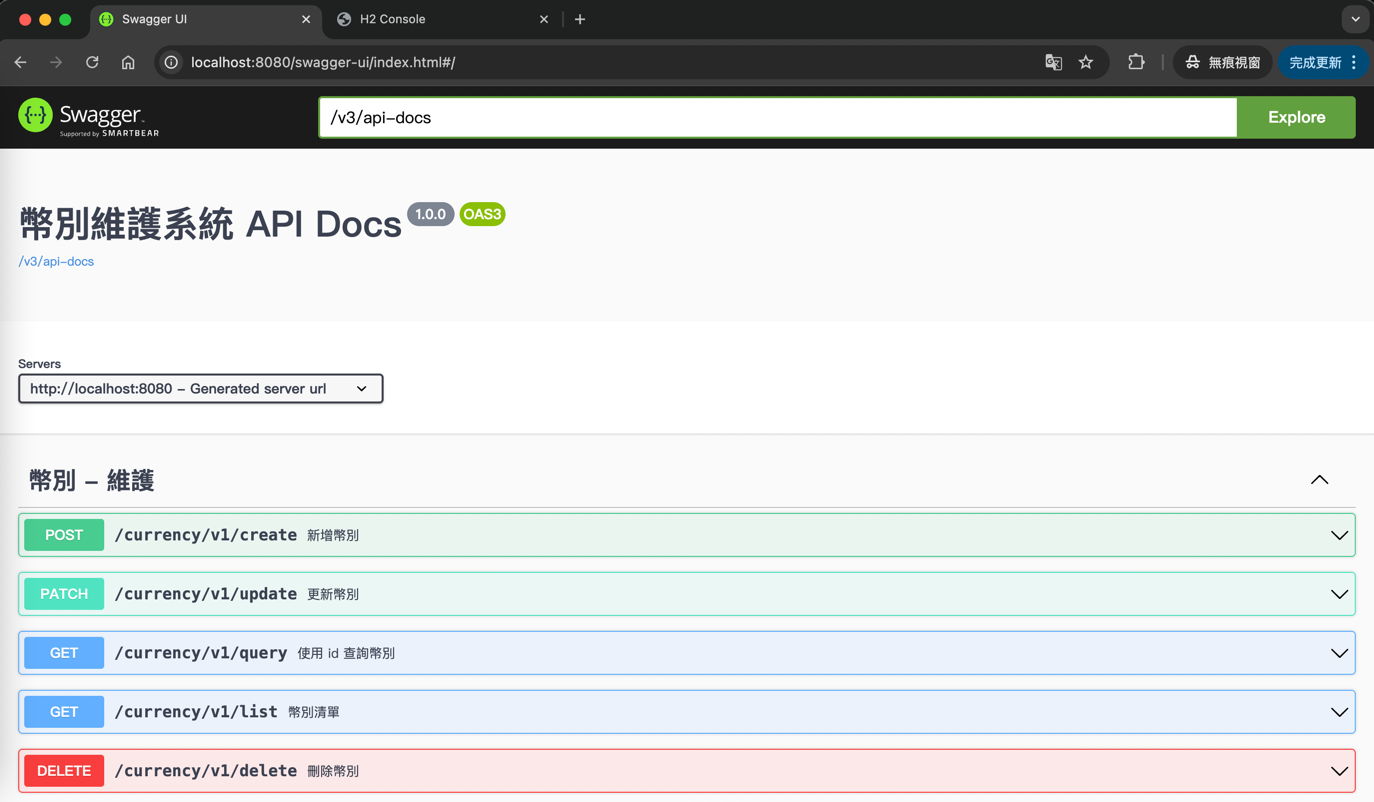 Swagger UI
H2 Console
localhost:8080/swagger-ui/index.html#/
無痕視窗
完成更新
Swagger
Supported by SMARTBEAR
/v3/api-docs
Explore
幣別維護系統 API Docs 1.0.0 OAS3
/v3/api-docs
Servers
http://localhost:8080 – Generated server url
幣別 – 維護
POST /currency/v1/create 新增幣別
PATCH /currency/v1/update 更新幣別
GET /currency/v1/query 使用 id 查詢幣別
GET /currency/v1/list 幣別清單
DELETE /currency/v1/delete 刪除幣別